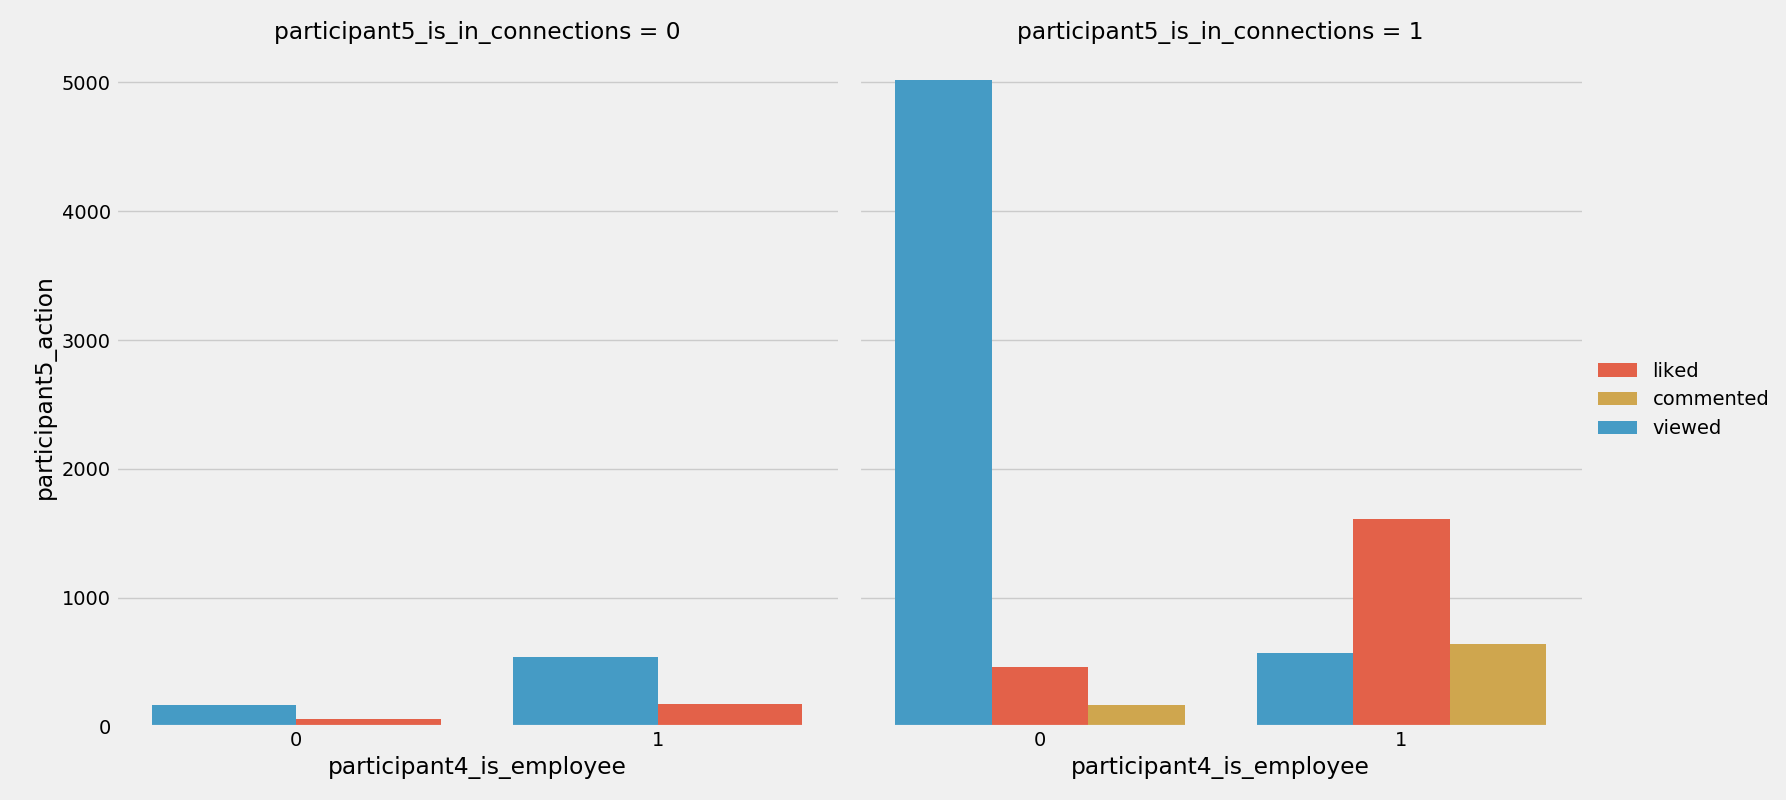 participant5_is_in_connections = 0
participant5_is_in_connections = 1
participant5_action
5000
4000
3000
2000
1000
0
0 1
0 1
participant4_is_employee
participant4_is_employee
liked
commented
viewed